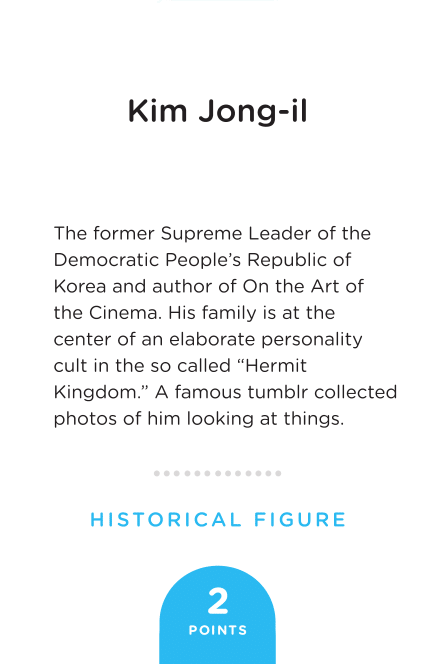 Kim Jong-il
The former Supreme Leader of the
Democratic People’s Republic of
Korea and author of On the Art of
the Cinema. His family is at the
center of an elaborate personality
cult in the so called “Hermit
Kingdom.” A famous tumblr collected
photos of him looking at things.
HISTORICAL FIGURE
2
POINTS